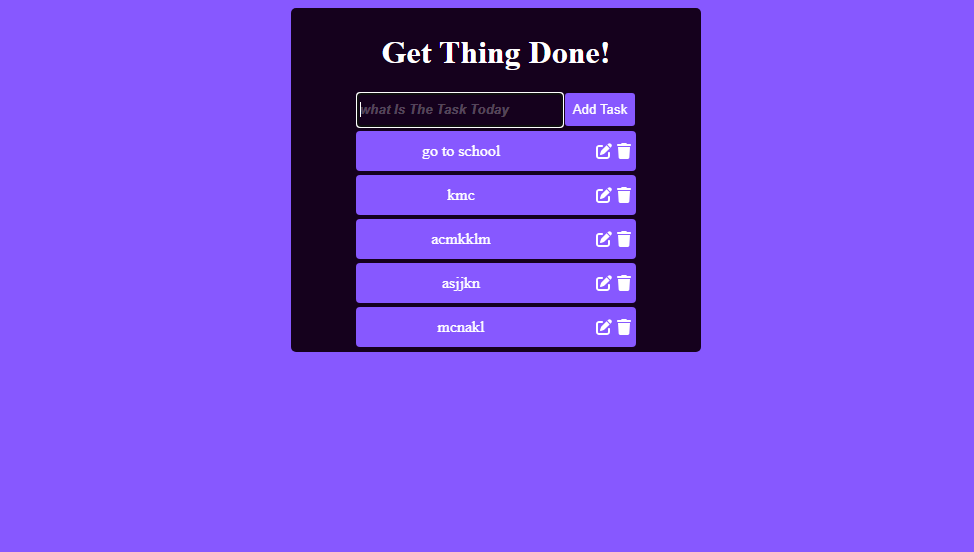 Get Thing Done!
what Is The Task Today
Add Task
go to school
kmc
acmkklm
asjjkn
mcnakl